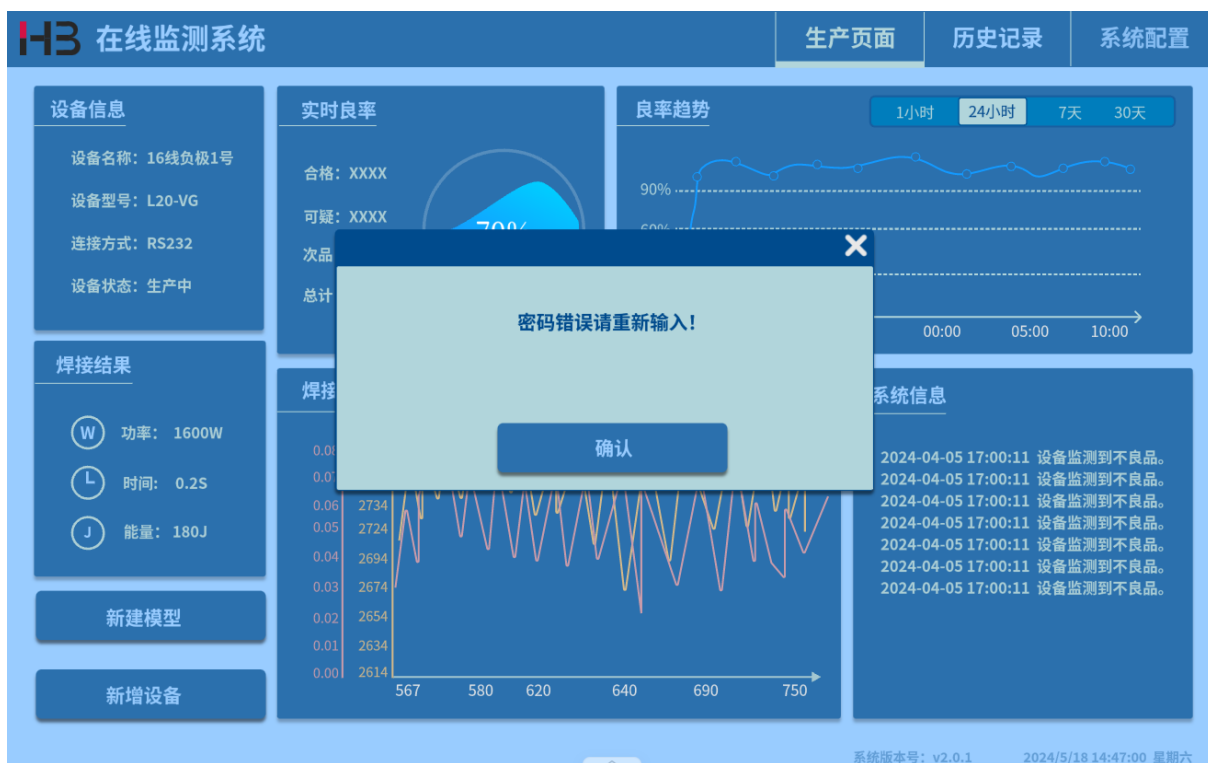 HB 在线监测系统
生产页面
历史记录
系统配置
设备信息
设备名称：16线负极1号
设备型号：L20-VG
连接方式：RS232
设备状态：生产中
实时良率
合格：XXXX
可疑：XXXX
次品
总计
良率趋势
1小时 24小时 7天 30天
90%
00:00 05:00 10:00
密码错误请重新输入！
确认
焊接结果
W 功率： 1600W
时间: 0.2S
J 能量： 180J
新建模型
新增设备
焊接
0.07
0.06 2734
0.05 2724
0.04 2694
0.03 2674
0.02 2654
0.01 2634
0.00 2614
567 580 620 640 690 750
系统信息
2024-04-05 17:00:11 设备监测到不良品。
2024-04-05 17:00:11 设备监测到不良品。
2024-04-05 17:00:11 设备监测到不良品。
2024-04-05 17:00:11 设备监测到不良品。
2024-04-05 17:00:11 设备监测到不良品。
2024-04-05 17:00:11 设备监测到不良品。
2024-04-05 17:00:11 设备监测到不良品。
系统版本号：v2.0.1 2024/5/18 14:47:00 星期六